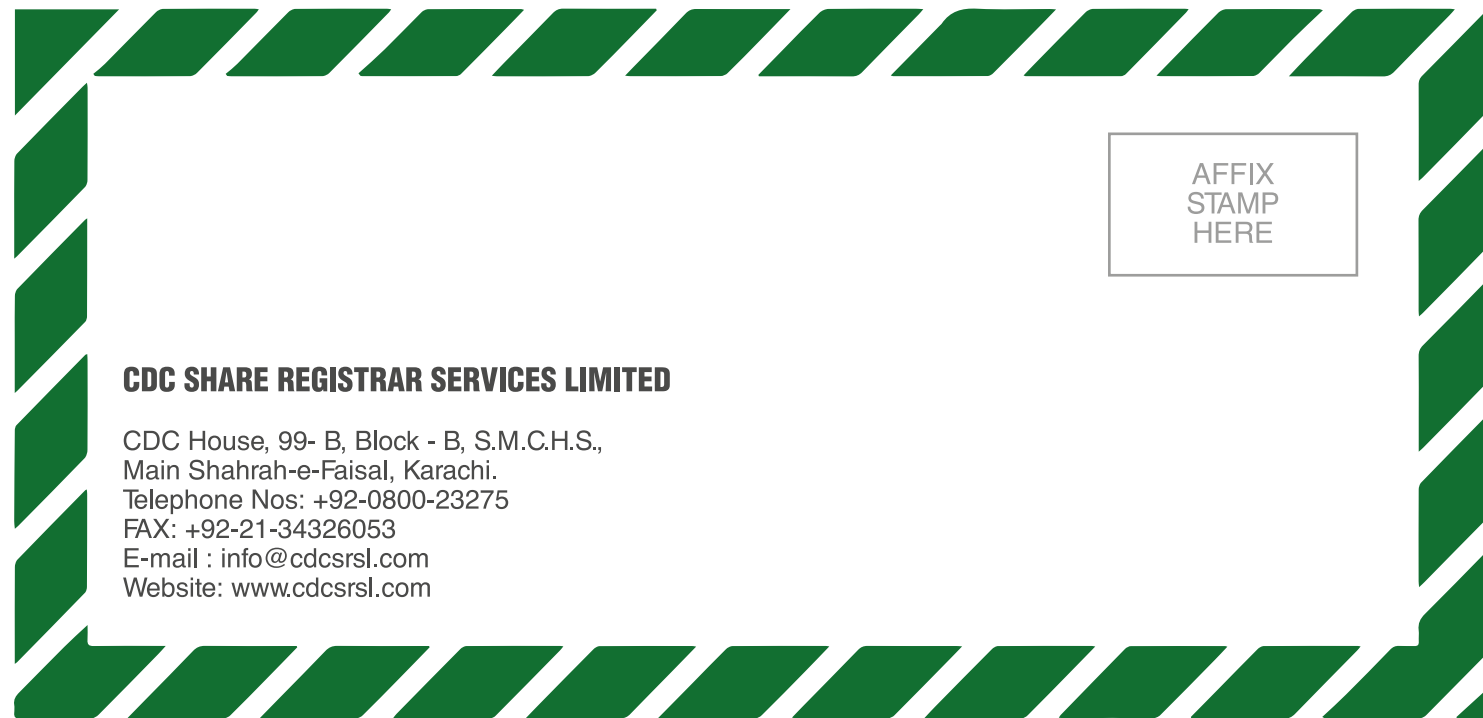 AFFIX
STAMP
HERE
CDC SHARE REGISTRAR SERVICES LIMITED
CDC House, 99- B, Block - B, S.M.C.H.S.,
Main Shahrah-e-Faisal, Karachi.
Telephone Nos: +92-0800-23275
FAX: +92-21-34326053
E-mail : info@cdcsrsl.com
Website: www.cdcsrsl.com